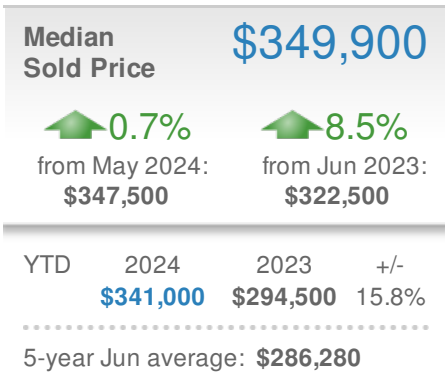 Median
Sold Price
$349,900
0.7%
8.5%
from May 2024:
from Jun 2023:
$347,500
$322,500
YTD 2024 2023 +/-
$341,000 $294,500 15.8%
5-year Jun average: $286,280